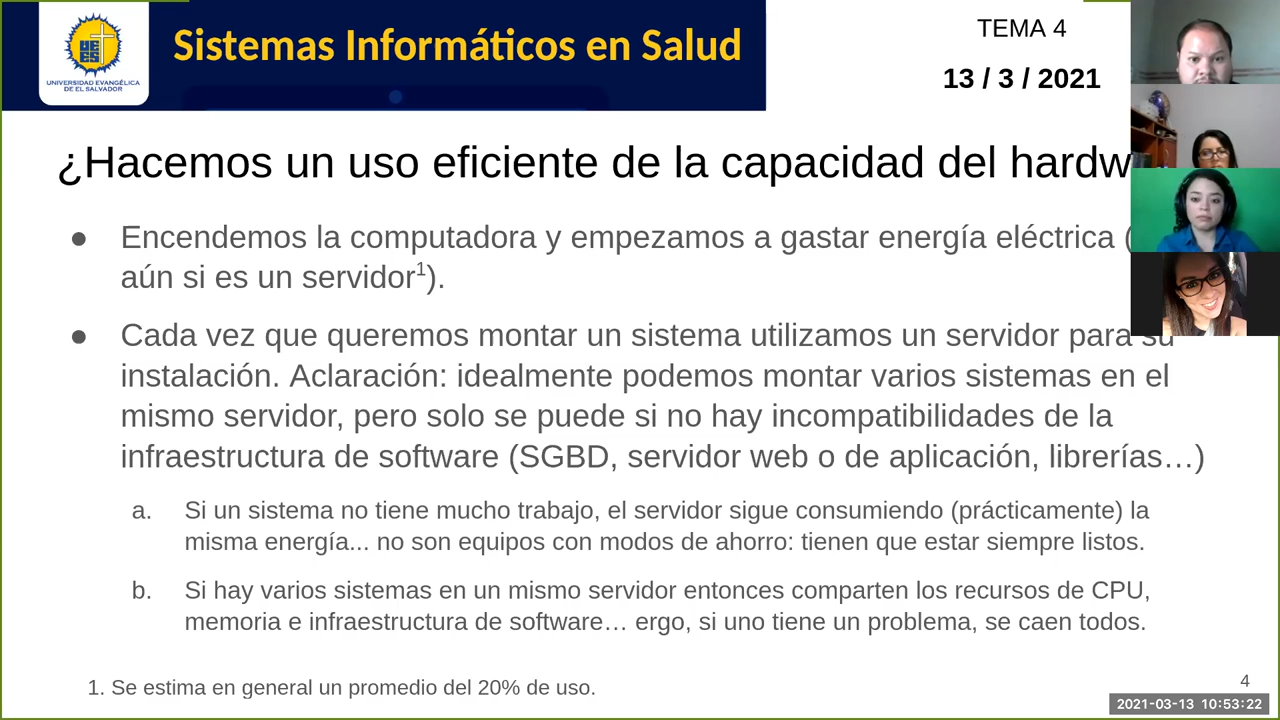 Sistemas Informáticos en Salud
UNIVERSIDAD EVANGÉLICA
DE EL SALVADOR
TEMA 4
13 / 3 / 2021
¿Hacemos un uso eficiente de la capacidad del
● Encendemos la computadora y empezamos a gastar energía eléctrica (
aún si es un servidor¹).
● Cada vez que queremos montar un sistema utilizamos un servidor para su
instalación. Aclaración: idealmente podemos montar varios sistemas en el
mismo servidor, pero solo se puede si no hay incompatibilidades de la
infraestructura de software (SGBD, servidor web o de aplicación, librerías…)
a. Si un sistema no tiene mucho trabajo, el servidor sigue consumiendo (prácticamente) la
misma energía... no son equipos con modos de ahorro: tienen que estar siempre listos.
b. Si hay varios sistemas en un mismo servidor entonces comparten los recursos de CPU,
memoria e infraestructura de software… ergo, si uno tiene un problema, se caen todos.
1. Se estima en general un promedio del 20% de uso.
4
2021-03-13 10:53:22